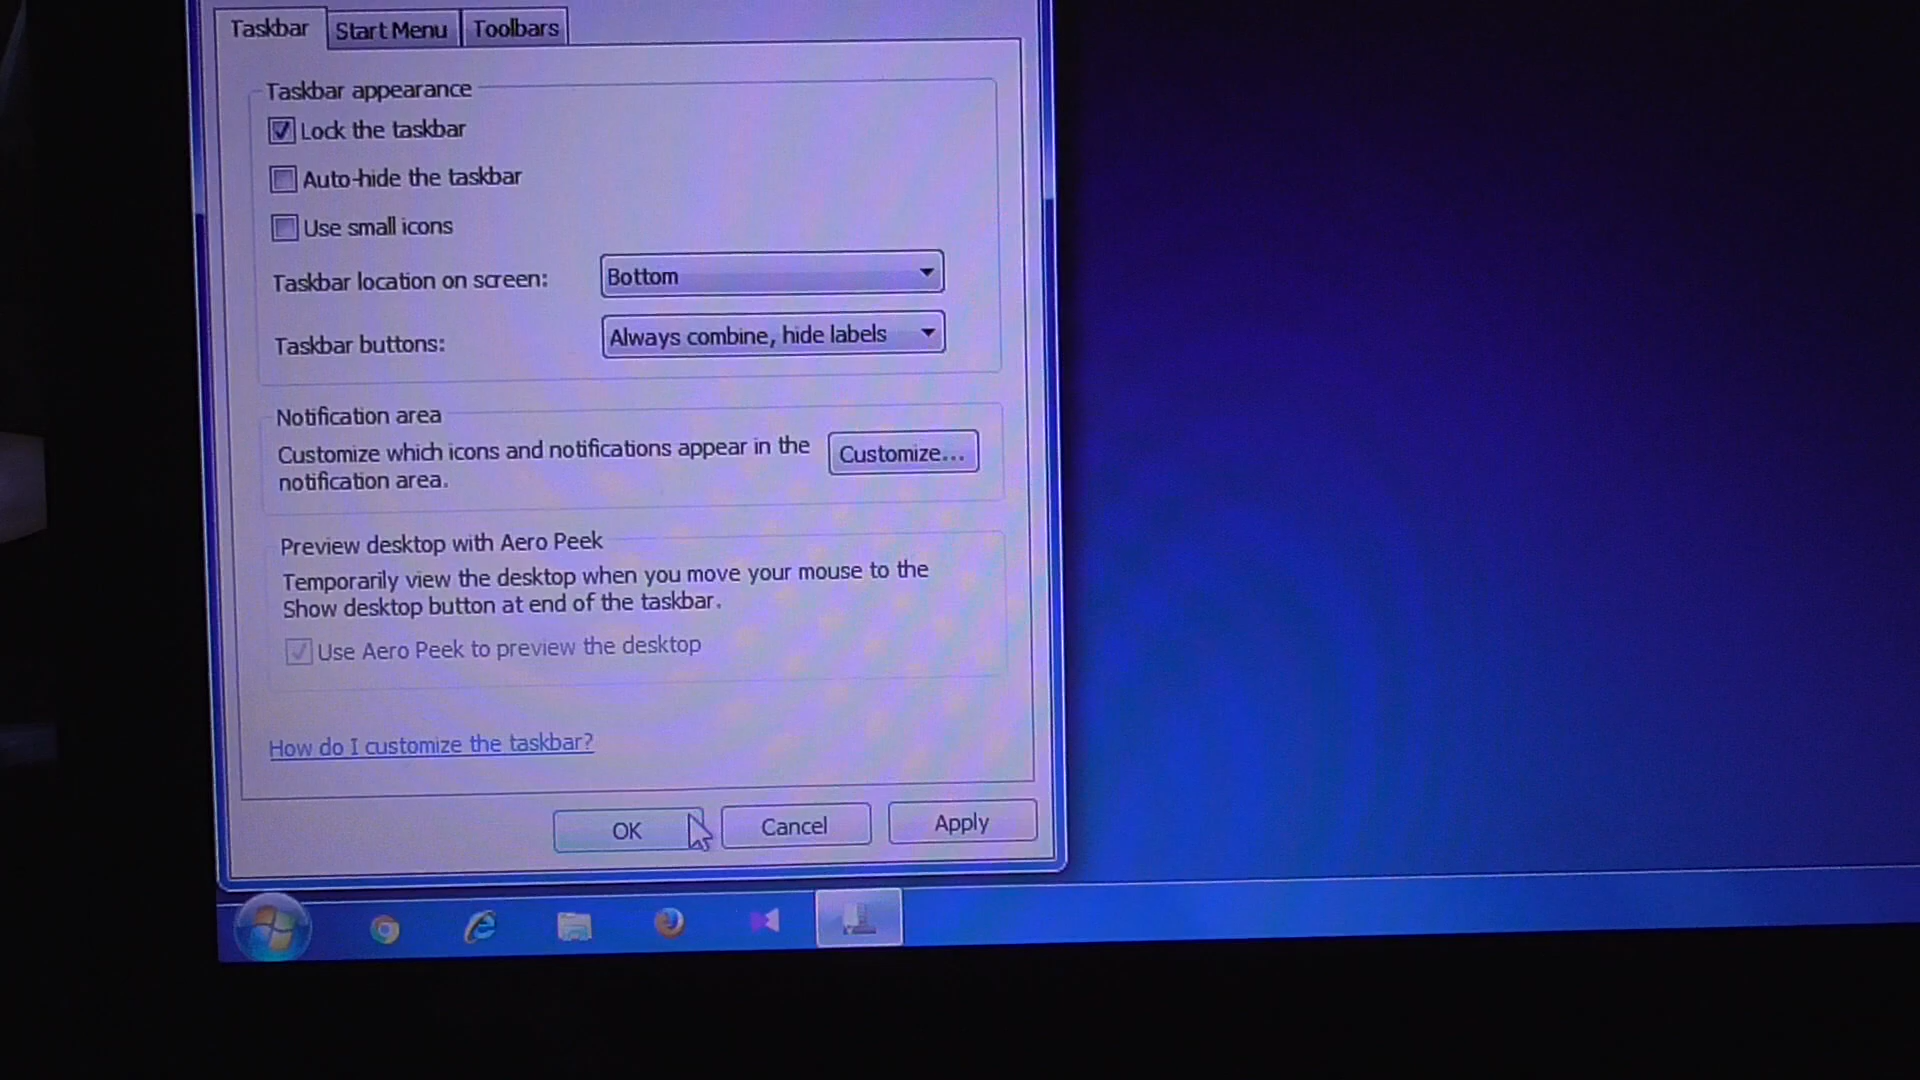 Taskbar Start Menu Toolbars
Taskbar appearance
Lock the taskbar
Auto-hide the taskbar
Use small icons
Taskbar location on screen: Bottom
Taskbar buttons: Always combine, hide labels
Notification area
Customize which icons and notifications appear in the
notification area.
Customize...
Preview desktop with Aero Peek
Temporarily view the desktop when you move your mouse to the
Show desktop button at end of the taskbar.
Use Aero Peek to preview the desktop
How do I customize the taskbar?
OK Cancel Apply